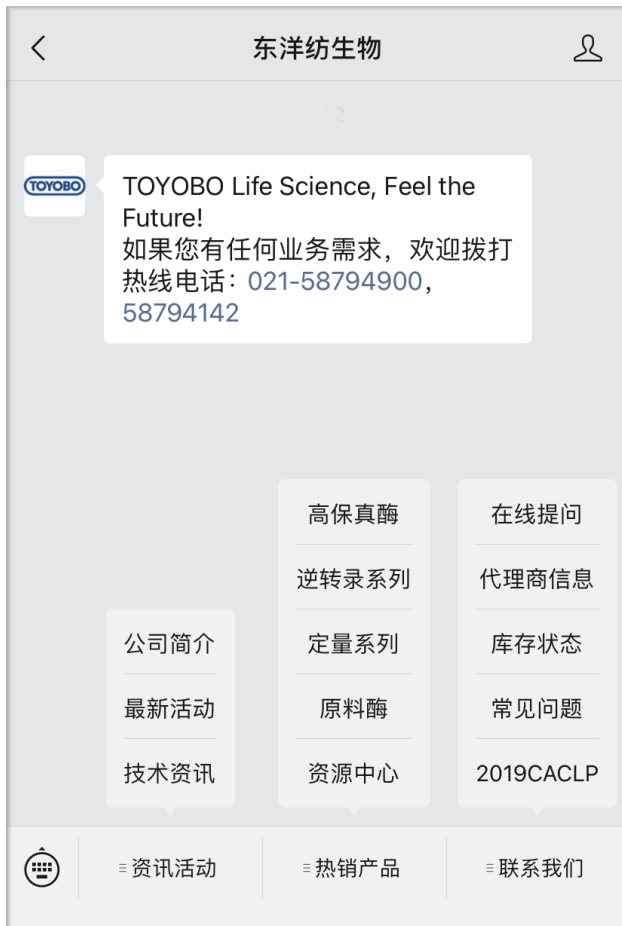 东洋纺生物
TOYOBO
TOYOBO Life Science, Feel the
Future!
如果您有任何业务需求，欢迎拨打
热线电话：021-58794900，
58794142
公司简介
最新活动
技术资讯
高保真酶
逆转录系列
定量系列
原料酶
资源中心
在线提问
代理商信息
库存状态
常见问题
2019CACLP
资讯活动
热销产品
联系我们